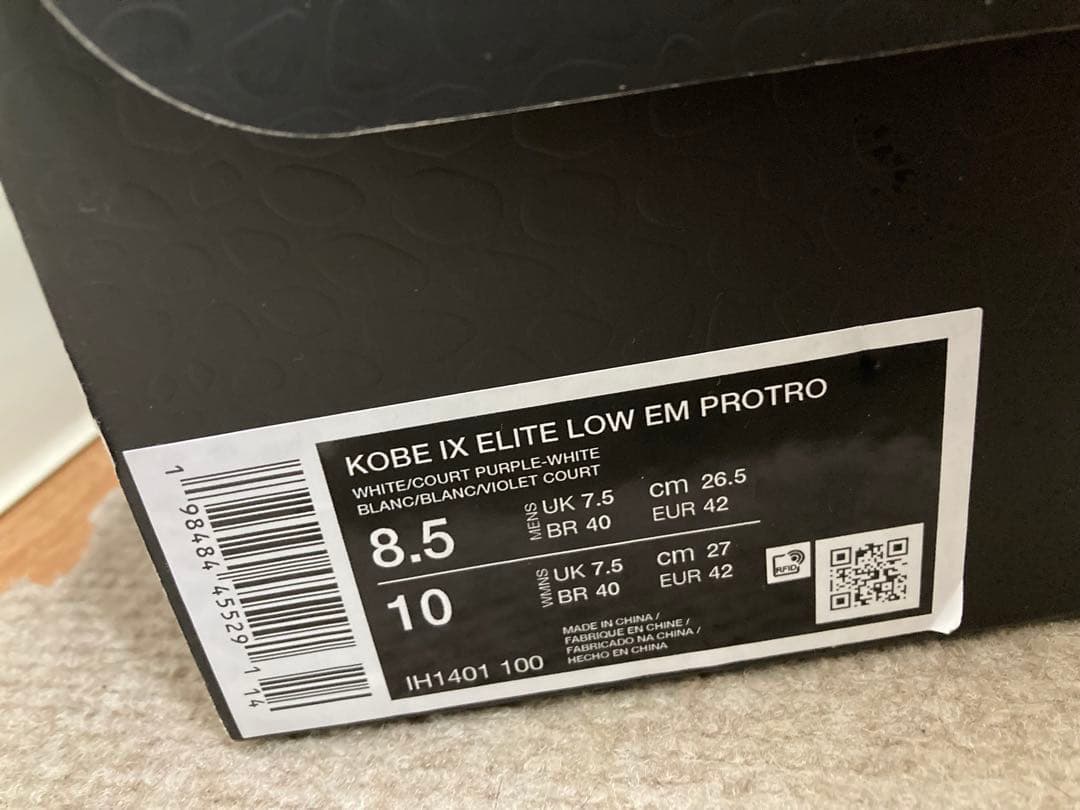 KOBE IX ELITE LOW EM PROTRO
WHITE/COURT PURPLE-WHITE
BLANC/BLANC/VIOLET COURT
8.5
MENS
UK 7.5
cm 26.5
BR 40
EUR 42
10
WMNS
UK 7.5
cm 27
BR 40
EUR 42
RFID
MADE IN CHINA /
FABRIQUE EN CHINE /
FABRICADO NA CHINA /
HECHO EN CHINA
IH1401 100
1 98484 45529 1 14